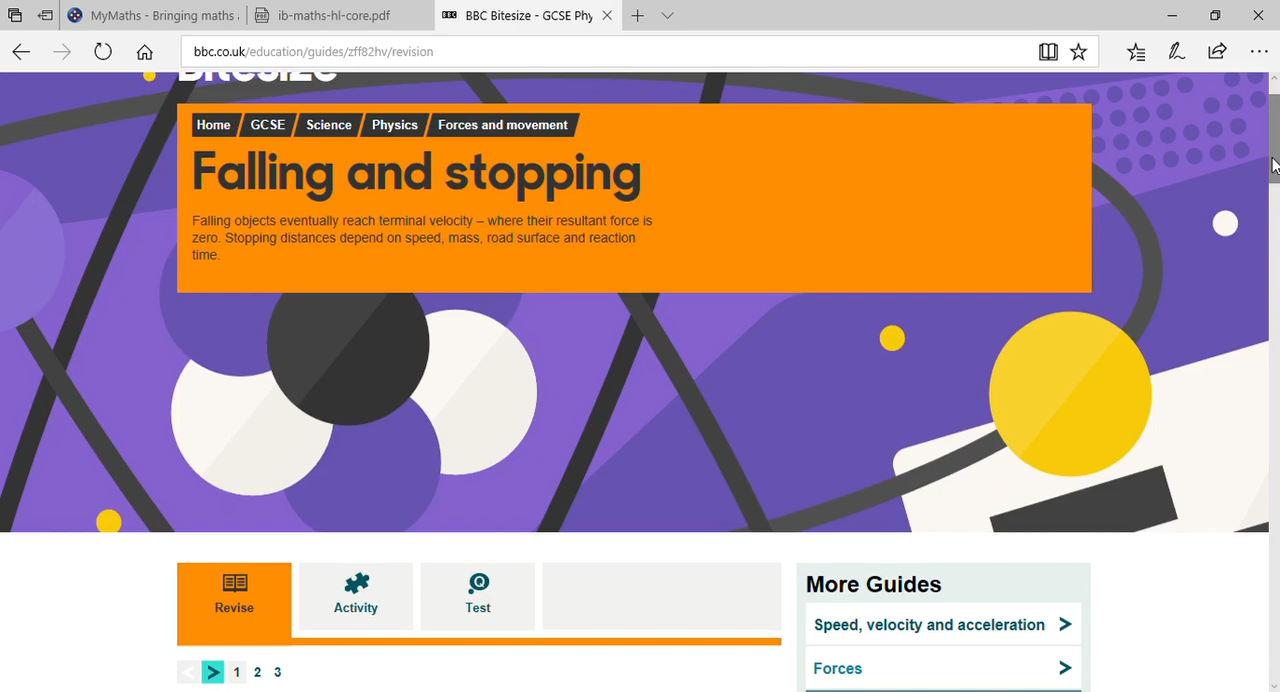 MyMaths - Bringing maths
ib-maths-hl-core.pdf
BBC Bitesize - GCSE Phy
bbc.co.uk/education/guides/zff82hv/revision
Bitesize
Home
GCSE
Science
Physics
Forces and movement
Falling and stopping
Falling objects eventually reach terminal velocity – where their resultant force is
zero. Stopping distances depend on speed, mass, road surface and reaction
time.
Revise
Activity
Test
1 2 3
More Guides
Speed, velocity and acceleration
Forces